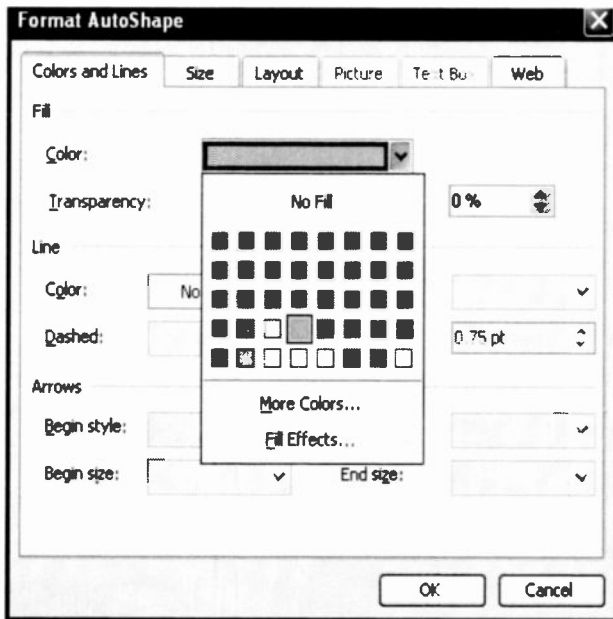 Format AutoShape
Colors and Lines Size Layout Picture Web
Fill
Color:
No Fill
Transparency: 0 %
Line
Color: No
Dashed: 0.75 pt
Arrows
More Colors...
Begin style:
Fill Effects...
Begin size: End size:
OK Cancel